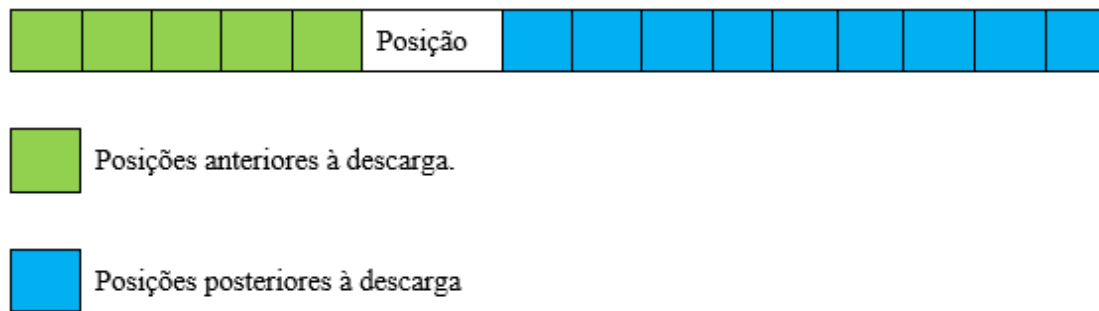 Posição
Posições anteriores à descarga.
Posições posteriores à descarga